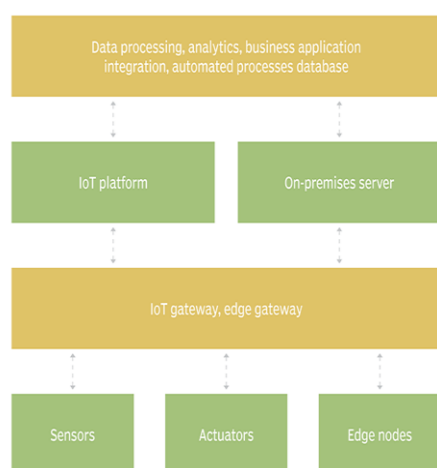 Data processing, analytics, business application
integration, automated processes database
IoT platform
On-premises server
IoT gateway, edge gateway
Sensors
Actuators
Edge nodes